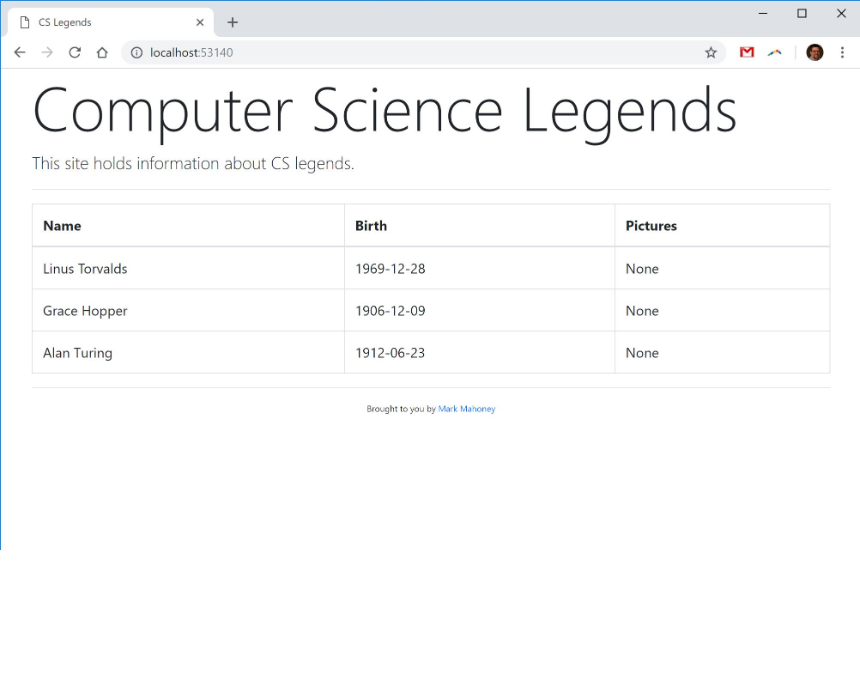 CS Legends
localhost:53140
Computer Science Legends
This site holds information about CS legends.
Name Birth Pictures
Linus Torvalds 1969-12-28 None
Grace Hopper 1906-12-09 None
Alan Turing 1912-06-23 None
Brought to you by Mark Mahoney